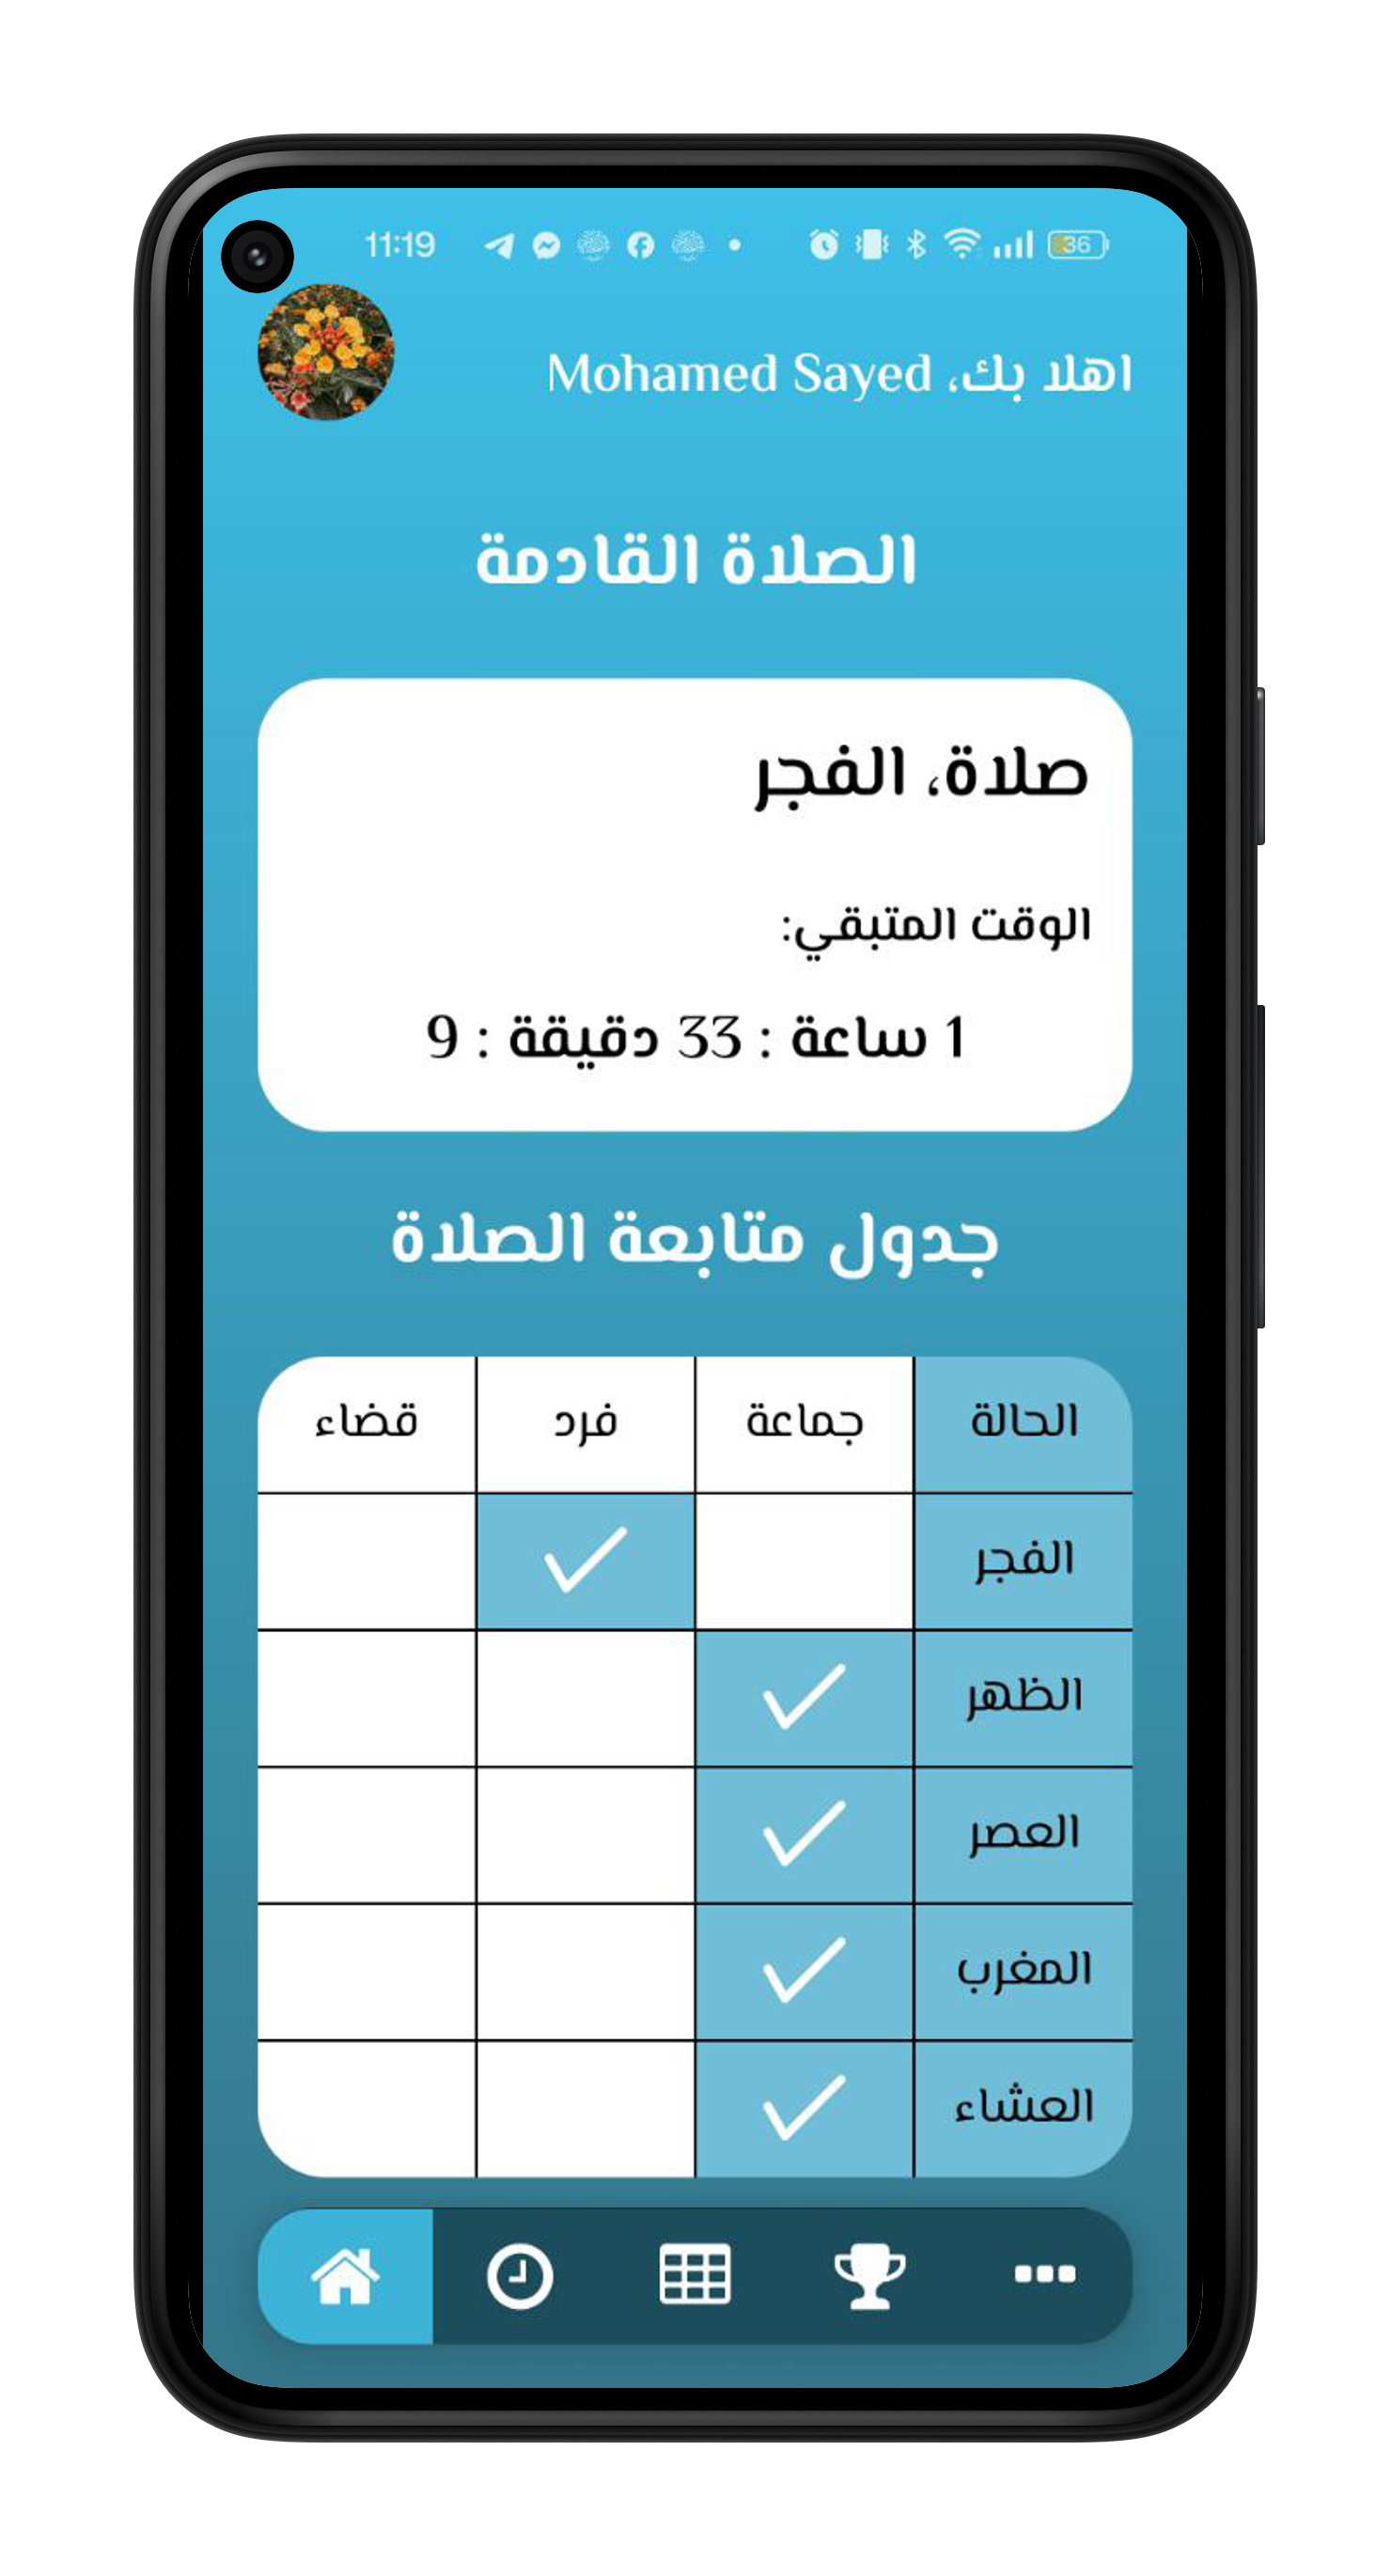 11:19 36
اهلا بك، Mohamed Sayed
الصلاة القادمة
صلاة، الفجر
الوقت المتبقي:
1 ساعة : 33 دقيقة : 9
جدول متابعة الصلاة
الحالة جماعة فرد قضاء
الفجر
الظهر
العصر
المغرب
العشاء